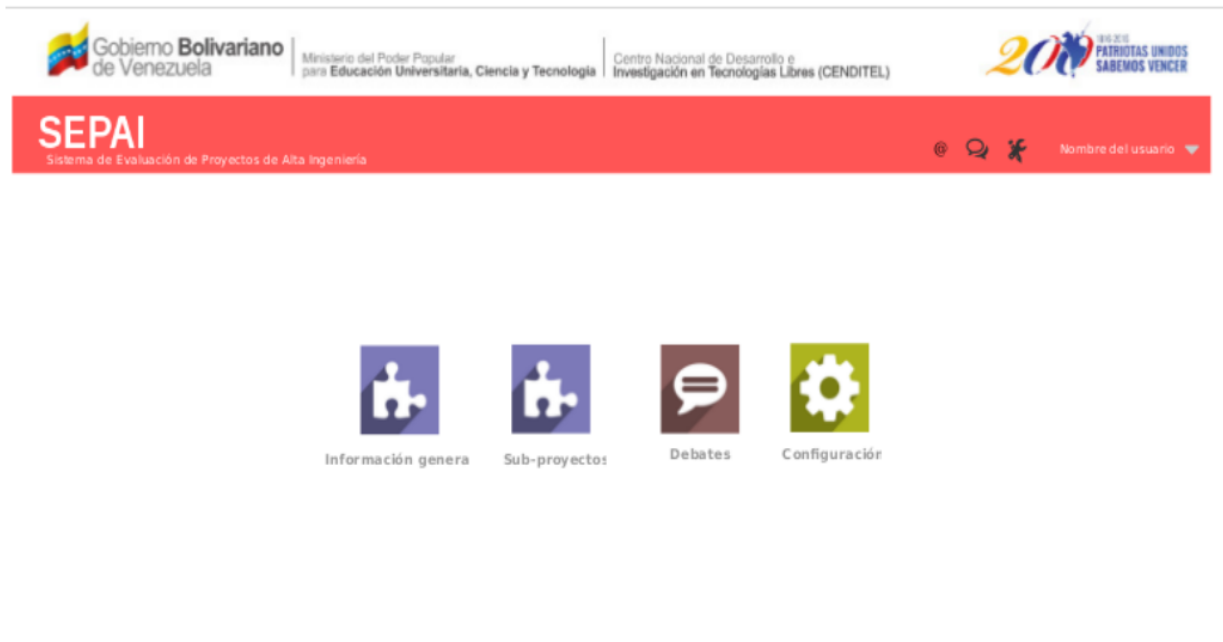 Gobierno Bolivariano
de Venezuela
Ministerio del Poder Popular
para Educación Universitaria, Ciencia y Tecnología
Centro Nacional de Desarrollo e
Investigación en Tecnologías Libres (CENDITEL)
200
PATRIOTAS UNIDOS
SABEMOS VENCER
SEPAI
Sistema de Evaluación de Proyectos de Alta Ingeniería
@
Nombre del usuario
Información genera
Sub-proyectos
Debates
Configuración